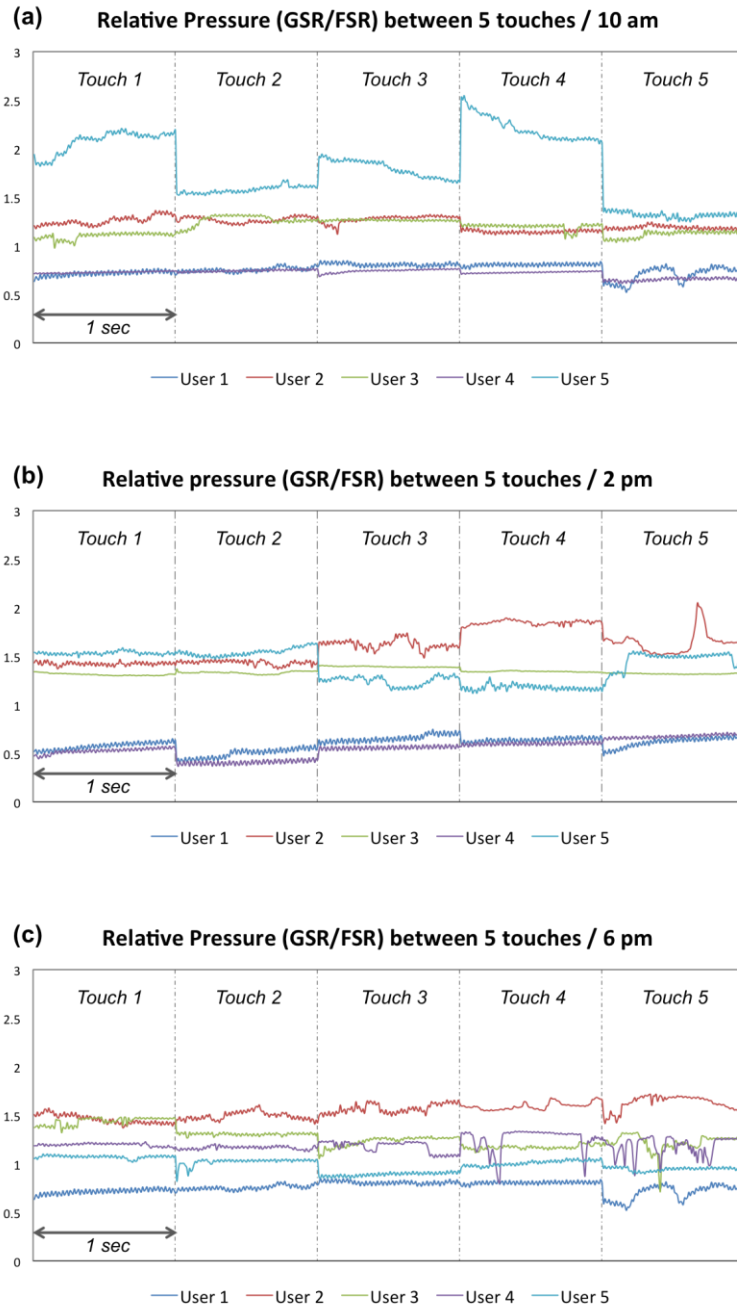 (a) Relative Pressure (GSR/FSR) between 5 touches / 10 am
3
Touch 1 Touch 2 Touch 3 Touch 4 Touch 5
2.5
2
1.5
1
0.5
1 sec
0
User 1 User 2 User 3 User 4 User 5
(b) Relative pressure (GSR/FSR) between 5 touches / 2 pm
3
Touch 1 Touch 2 Touch 3 Touch 4 Touch 5
2.5
2
1.5
1
0.5
1 sec
0
User 1 User 2 User 3 User 4 User 5
(c) Relative Pressure (GSR/FSR) between 5 touches / 6 pm
3
Touch 1 Touch 2 Touch 3 Touch 4 Touch 5
2.5
2
1.5
1
0.5
1 sec
0
User 1 User 2 User 3 User 4 User 5